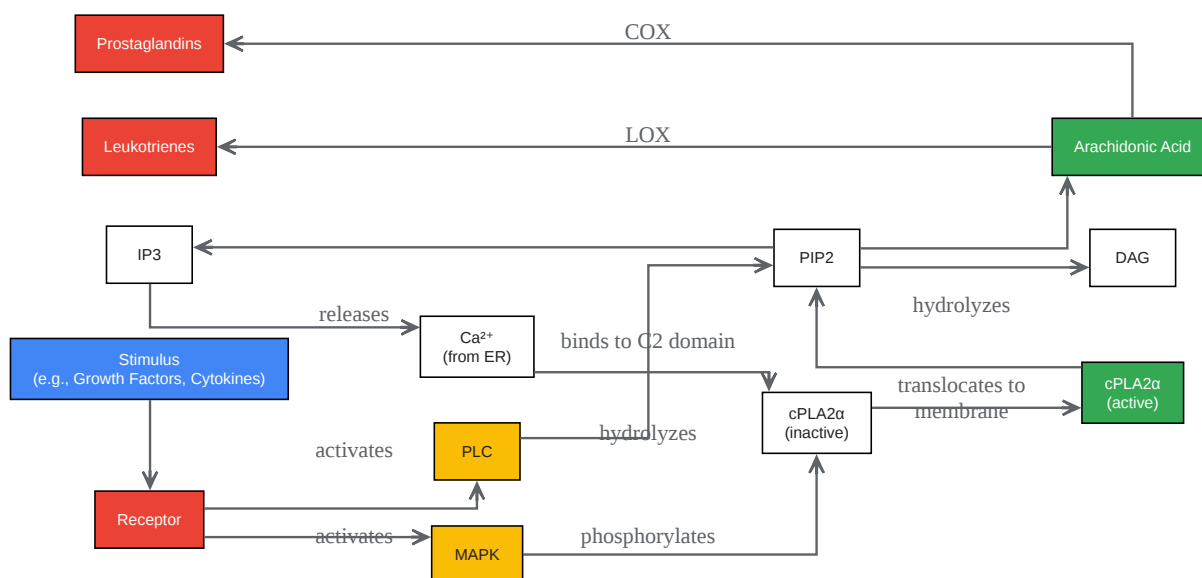 COX
Prostaglandins
LOX
Leukotrienes
Arachidonic Acid
IP3
PIP2
DAG
hydrolyzes
releases
Ca²⁺
(from ER)
binds to C2 domain
Stimulus
(e.g., Growth Factors, Cytokines)
translocates to
membrane
cPLA2α
(active)
cPLA2α
(inactive)
hydrolyzes
activates
PLC
Receptor
activates
MAPK
phosphorylates